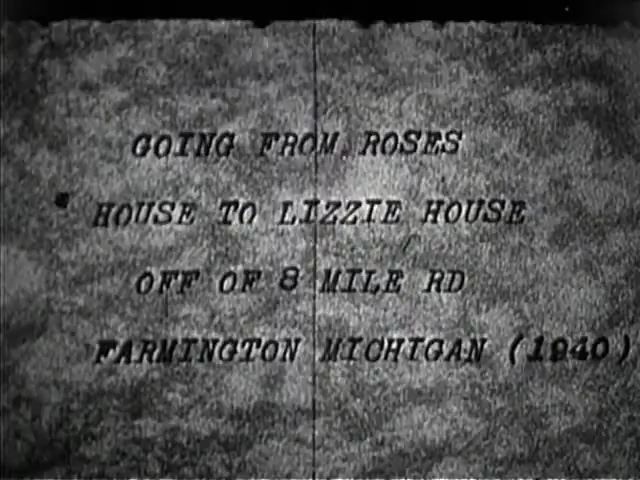 GOING FROM ROSES
HOUSE TO LIZZIE HOUSE
OFF OF 8 MILE RD
FARMINGTON MICHIGAN (1940)